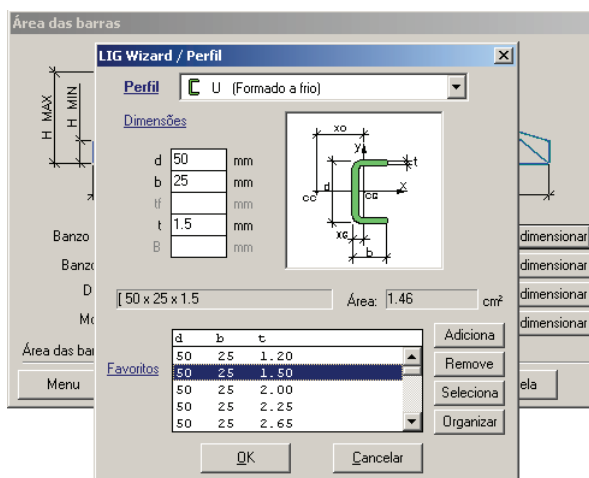 Área das barras
LIG Wizard / Perfil
Perfil
U (Formado a frio)
Dimensões
H MAX
H MIN
d 50 mm
b 25 mm
tf mm
t 1.5 mm
B mm
xo
y
t
d
x
cc
CG
xG
b
Banzo
dimensionar
Banzo
dimensionar
D
dimensionar
Mo
dimensionar
[ 50 x 25 x 1.5
Área: 1.46 cm²
Favoritos
d b t
50 25 1.20
50 25 1.50
50 25 2.00
50 25 2.25
50 25 2.65
Adiciona
Remove
Seleciona
Organizar
Área das bar
Menu
ela
OK
Cancelar